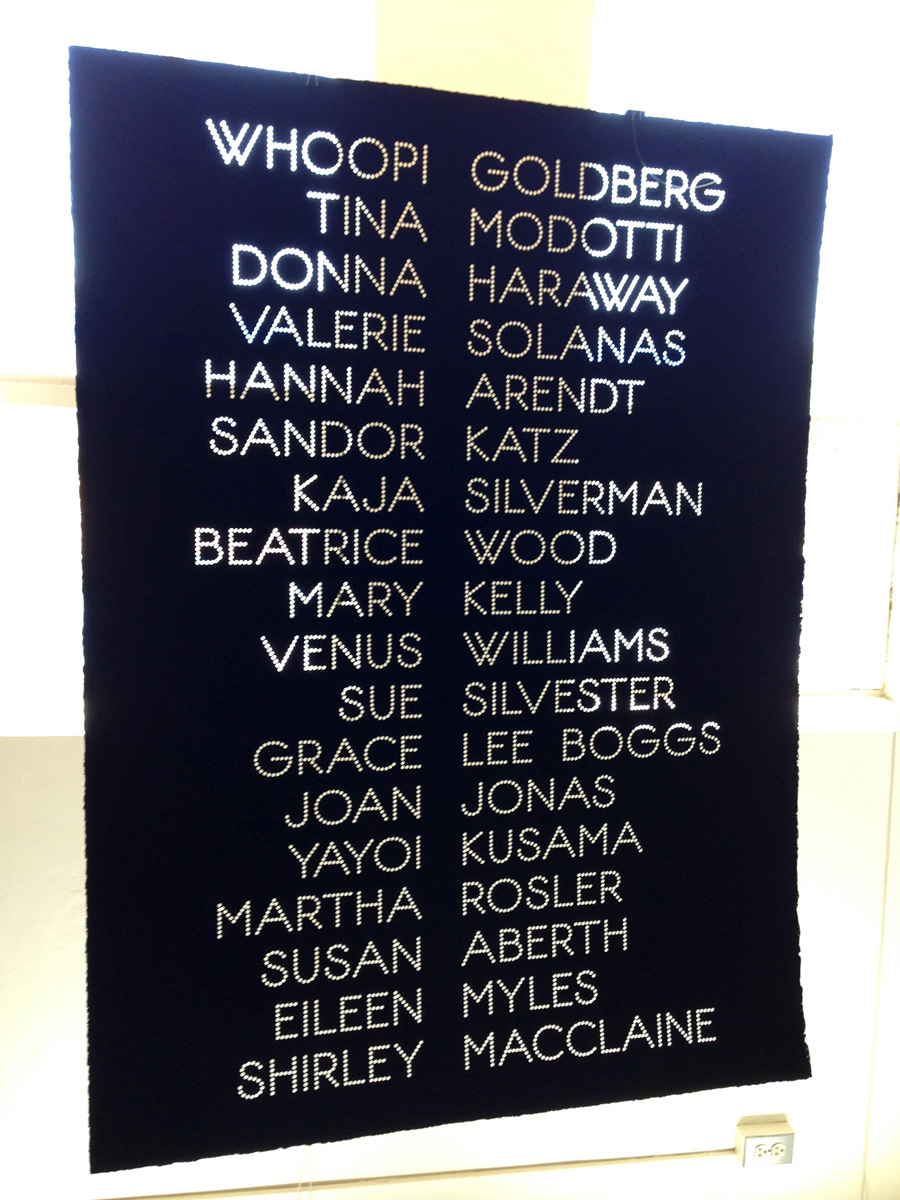 WHOOPI GOLDBERG
TINA MODOTTI
DONNA HARAWAY
VALERIE SOLANAS
HANNAH ARENDT
SANDOR KATZ
KAJA SILVERMAN
BEATRICE WOOD
MARY KELLY
VENUS WILLIAMS
SUE SILVESTER
GRACE LEE BOGGS
JOAN JONAS
YAYOI KUSAMA
MARTHA ROSLER
SUSAN ABERTH
EILEEN MYLES
SHIRLEY MACCLAINE